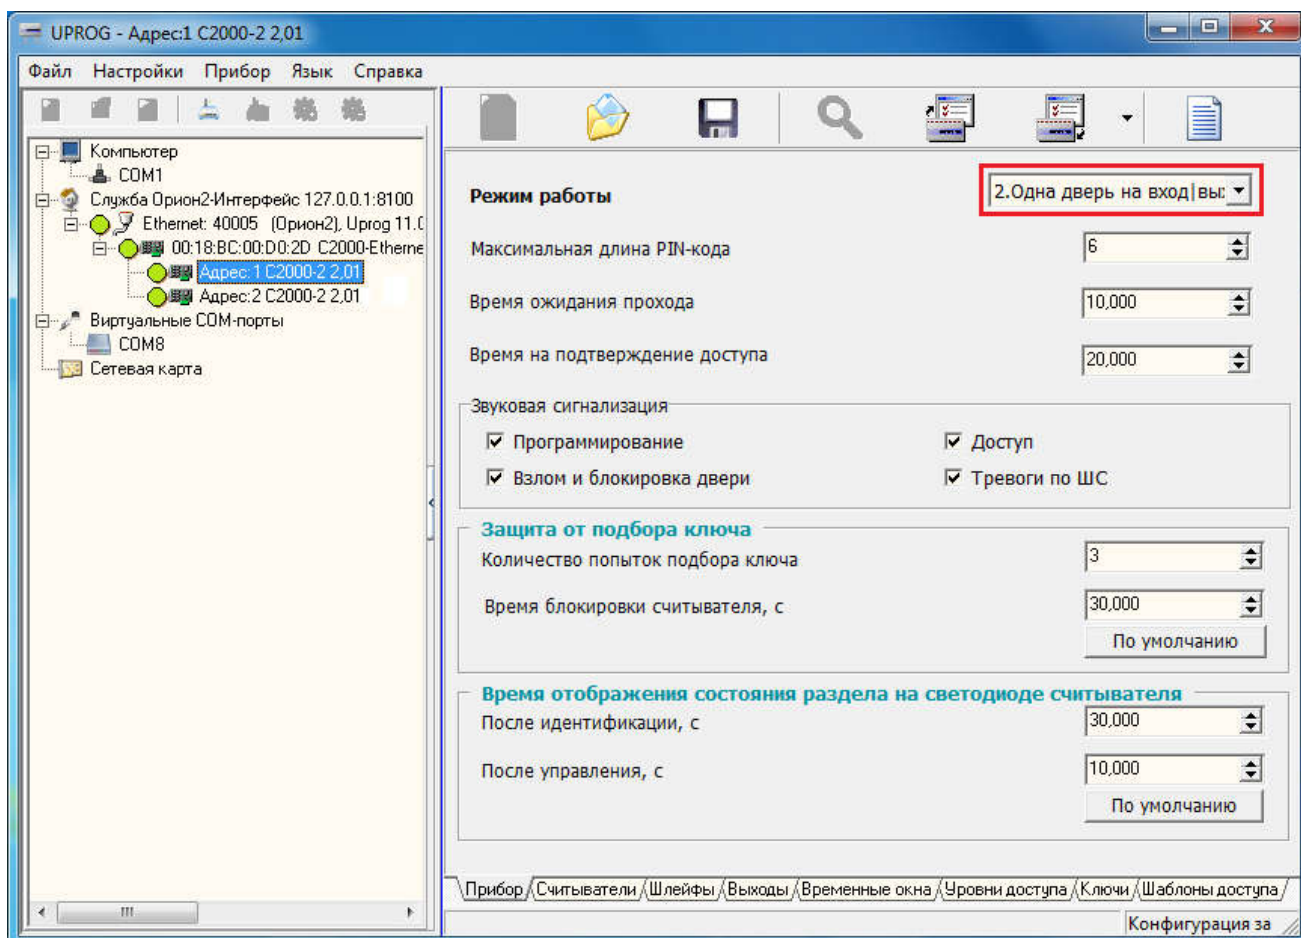 UPROG - Адрес:1 С2000-2 2,01
Файл Настройки Прибор Язык Справка
Компьютер
COM1
Служба Орион2-Интерфейс 127.0.0.1:8100
Ethernet: 40005 (Орион2), Uprog 11.0
00:18:BC:00:D0:2D C2000-Etherne
Адрес:1 С2000-2 2,01
Адрес:2 С2000-2 2,01
Виртуальные COM-порты
COM8
Сетевая карта
Режим работы
2.Одна дверь на вход|вы
Максимальная длина PIN-кода
6
Время ожидания прохода
10,000
Время на подтверждение доступа
20,000
Звуковая сигнализация
Программирование
Доступ
Взлом и блокировка двери
Тревоги по ШС
Защита от подбора ключа
Количество попыток подбора ключа
3
Время блокировки считывателя, с
30,000
По умолчанию
Время отображения состояния раздела на светодиоде считывателя
После идентификации, с
30,000
После управления, с
10,000
По умолчанию
Прибор Считыватели Шлейфы Выходы Временные окна Уровни доступа Ключи Шаблоны доступа
Конфигурация за